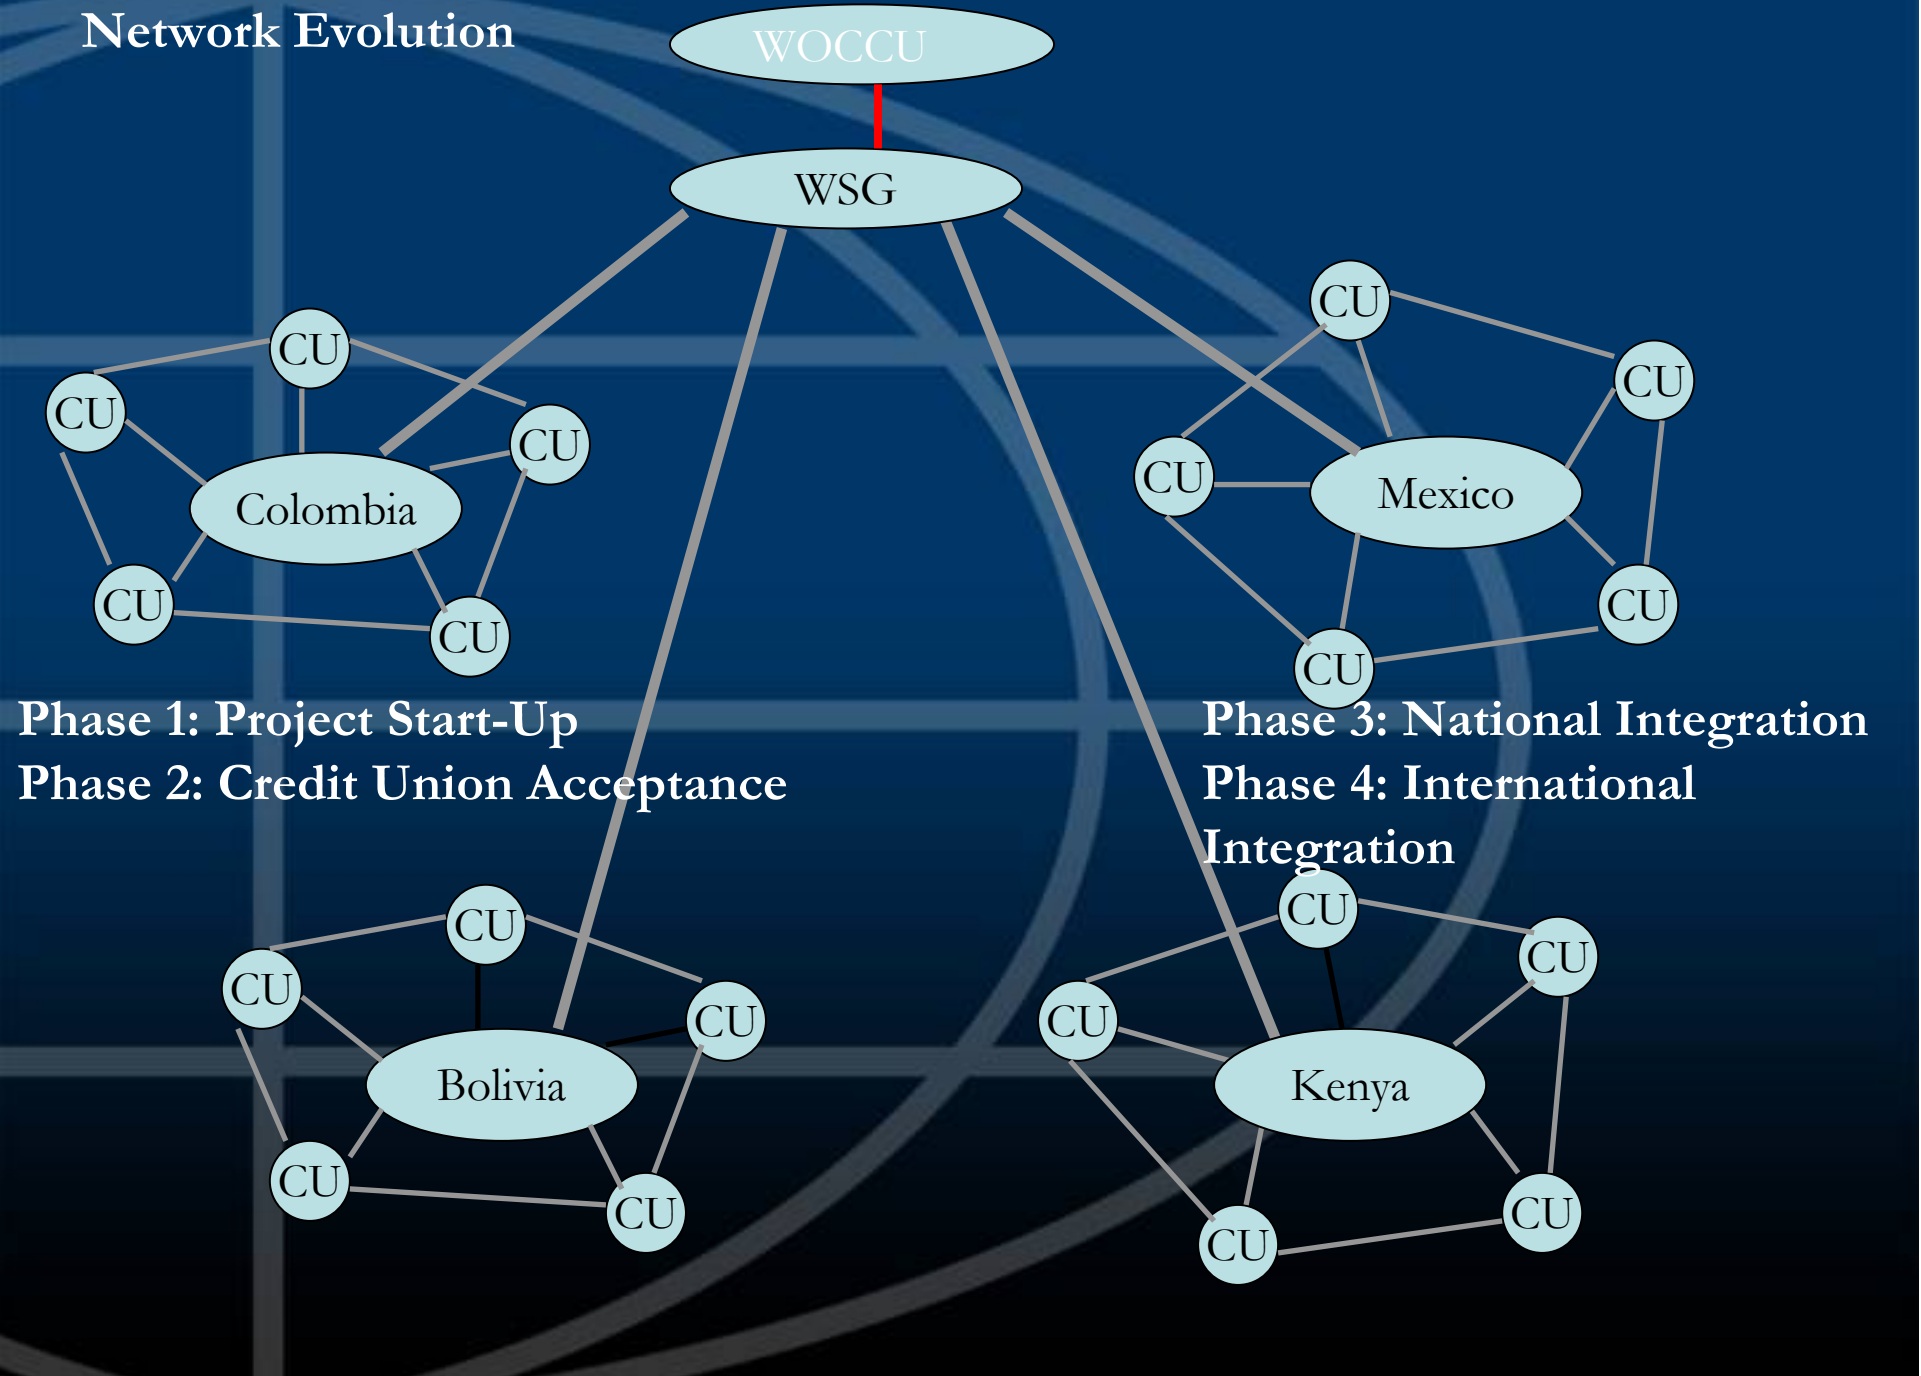 Network Evolution
WOCCU
WSG
CU
CU
CU
Colombia
CU
CU
CU
CU
CU
Mexico
CU
CU
Phase 1: Project Start-Up
Phase 2: Credit Union Acceptance
Phase 3: National Integration
Phase 4: International
Integration
CU
CU
CU
Bolivia
CU
CU
CU
CU
CU
Kenya
CU
CU